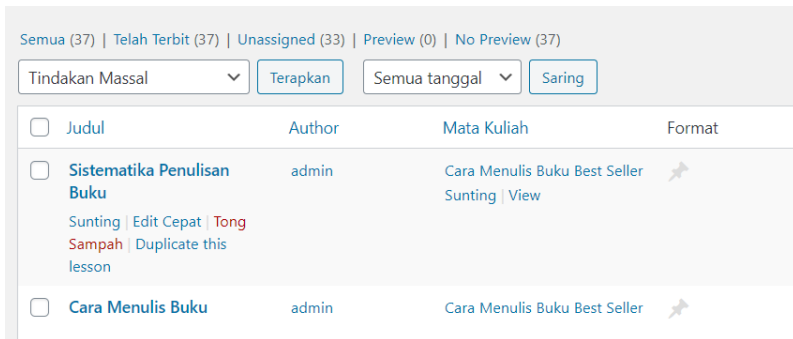 Semua (37) | Telah Terbit (37) | Unassigned (33) | Preview (0) | No Preview (37)
Tindakan Massal Terapkan Semua tanggal Saring
Judul Author Mata Kuliah Format
Sistematika Penulisan Buku admin Cara Menulis Buku Best Seller
Sunting | View
Sunting | Edit Cepat | Tong Sampah | Duplicate this lesson
Cara Menulis Buku admin Cara Menulis Buku Best Seller